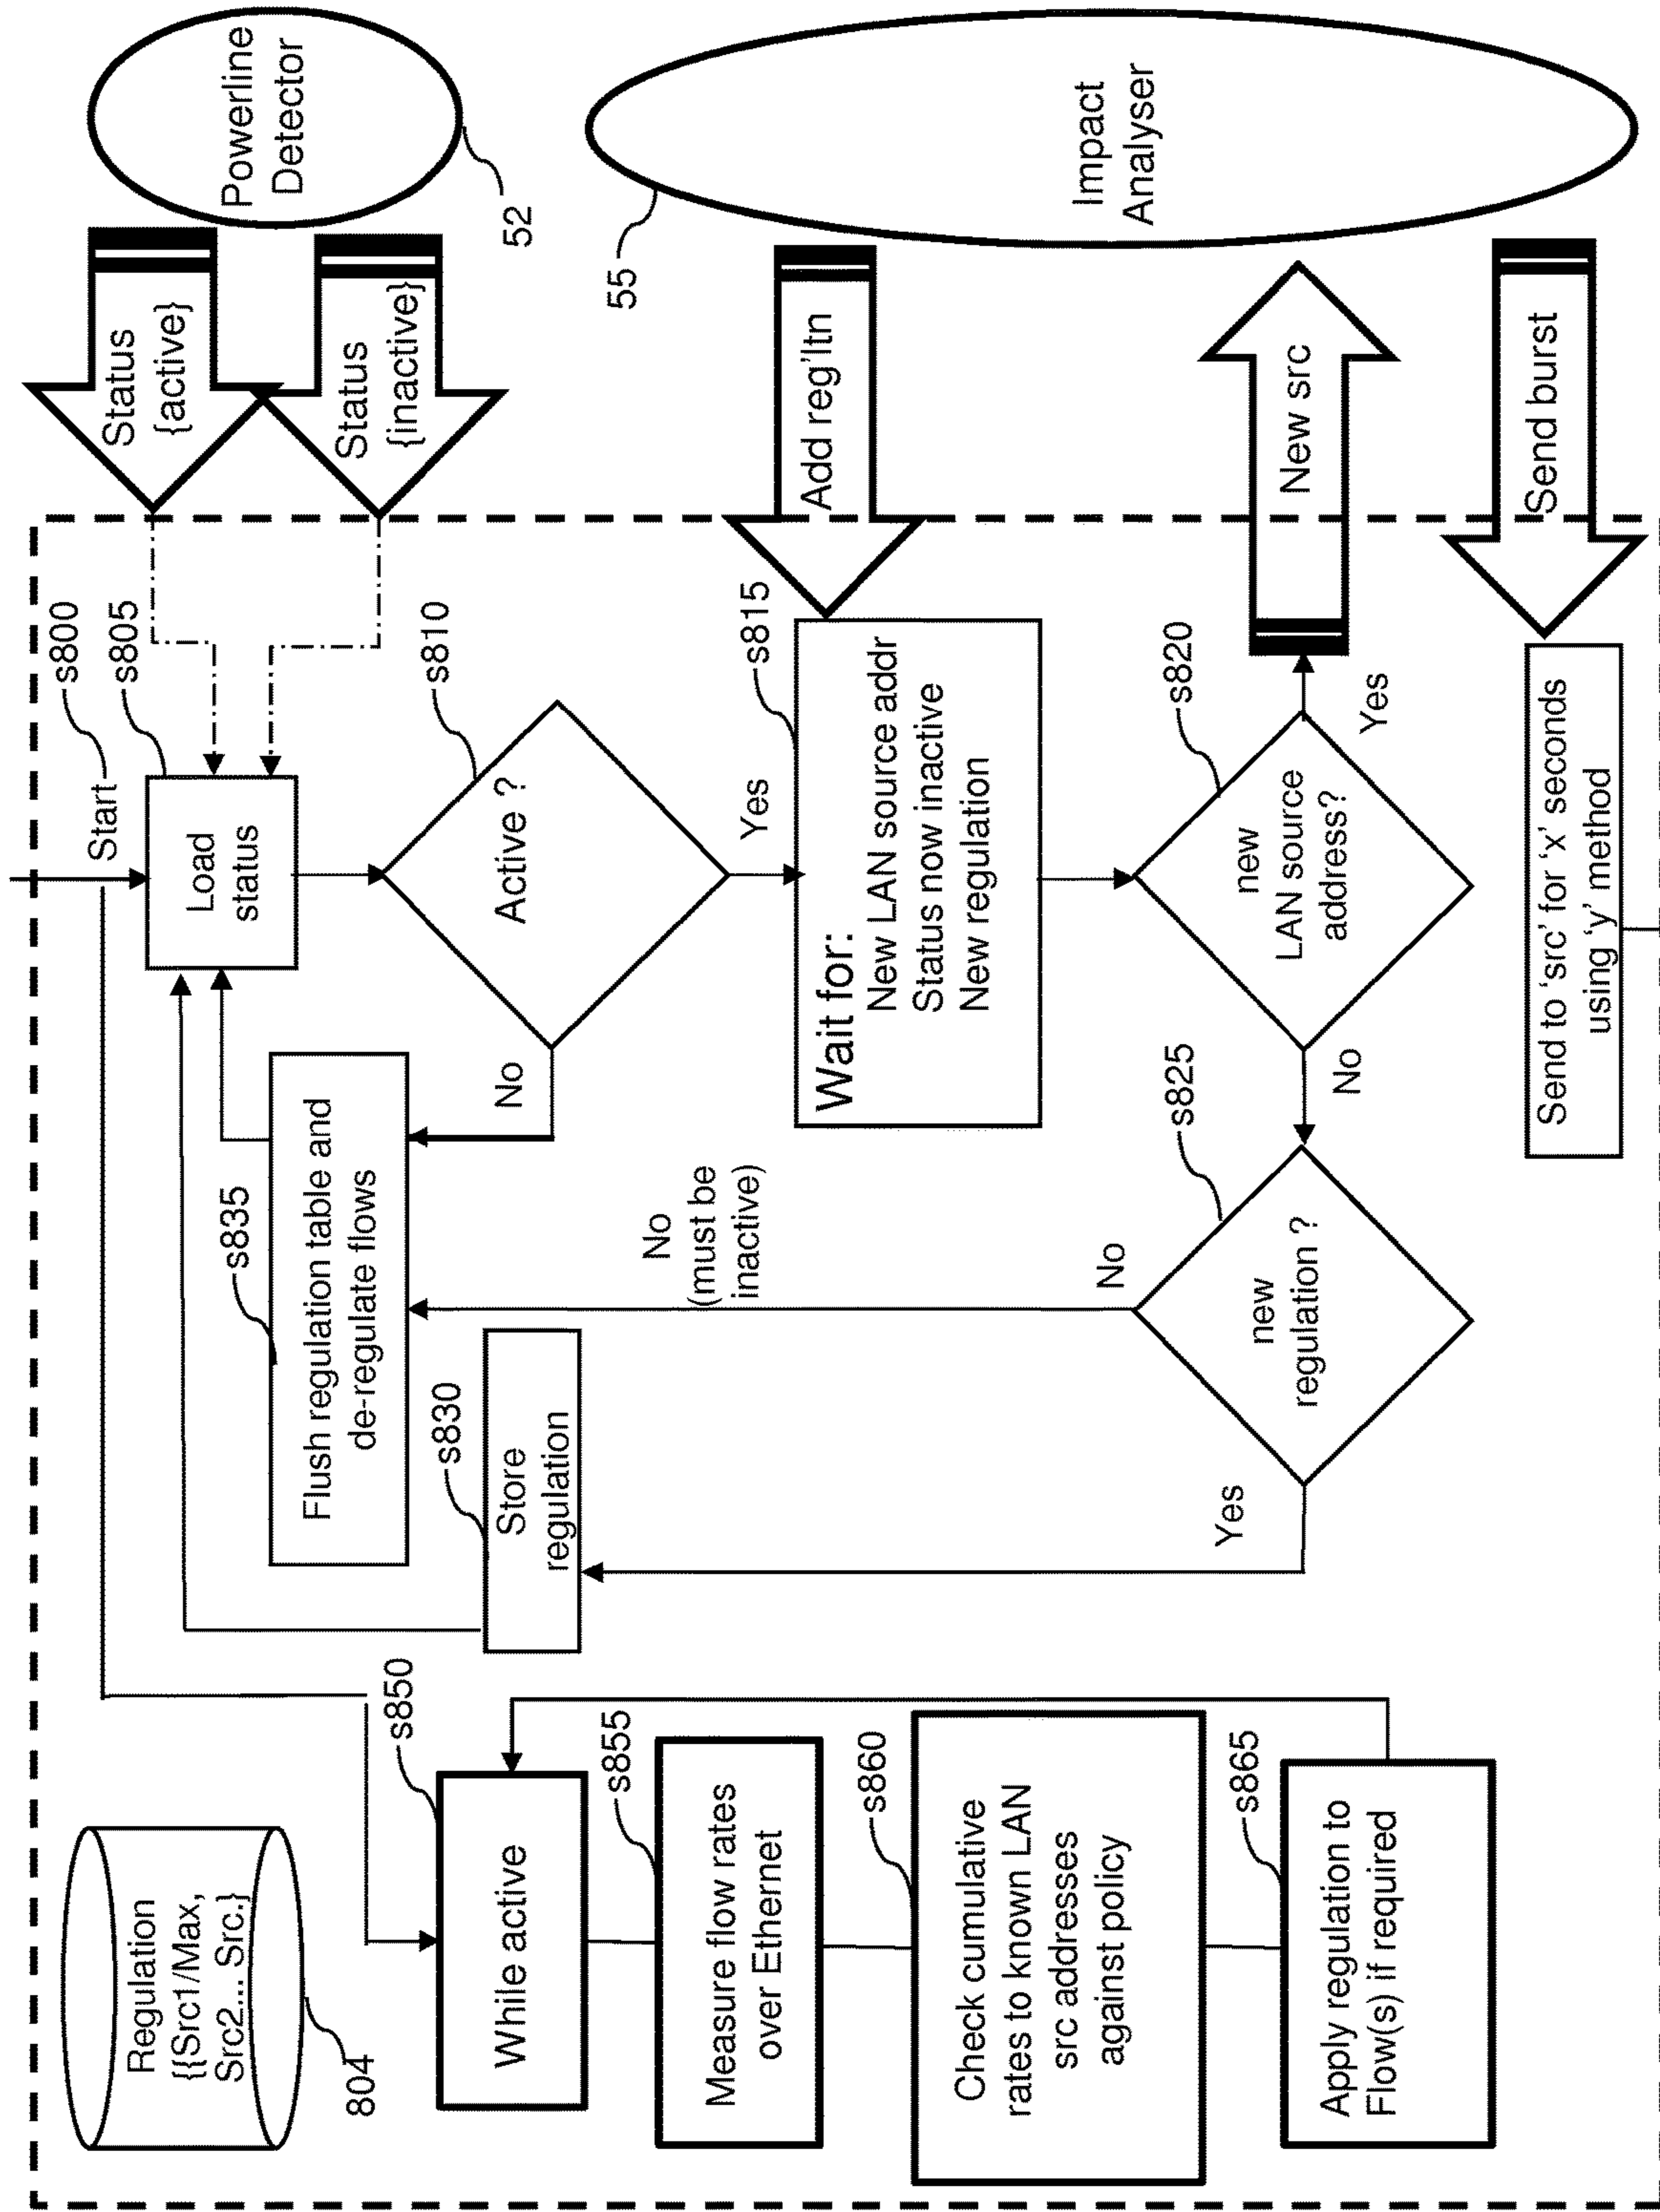 Regulation
{{Src1/Max,
Src2... Src.}
804
Start
s800
s805
Load
status
Status
{active}
Status
{inactive}
Powerline
Detector
52
s835
Flush regulation table and
de-regulate flows
No
Active ?
s810
Yes
s830
Store
regulation
No
(must be
inactive)
Wait for:
New LAN source addr
Status now inactive
New regulation
s815
Add reg'ltn
55
Impact
Analyser
s850
While active
s855
Measure flow rates
over Ethernet
s860
Check cumulative
rates to known LAN
src addresses
against policy
s865
Apply regulation to
Flow(s) if required
Yes
new
regulation ?
No
s825
No
new
LAN source
address?
s820
Yes
New src
Send to 'src' for 'x' seconds
using 'y' method
Send burst